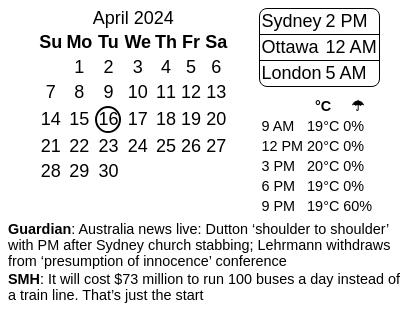 April 2024
Su Mo Tu We Th Fr Sa
1 2 3 4 5 6
7 8 9 10 11 12 13
14 15 16 17 18 19 20
21 22 23 24 25 26 27
28 29 30
Sydney 2 PM
Ottawa 12 AM
London 5 AM
°C ☂
9 AM 19°C 0%
12 PM 20°C 0%
3 PM 20°C 0%
6 PM 19°C 0%
9 PM 19°C 60%
Guardian: Australia news live: Dutton ‘shoulder to shoulder’
with PM after Sydney church stabbing; Lehrmann withdraws
from ‘presumption of innocence’ conference
SMH: It will cost $73 million to run 100 buses a day instead of
a train line. That’s just the start